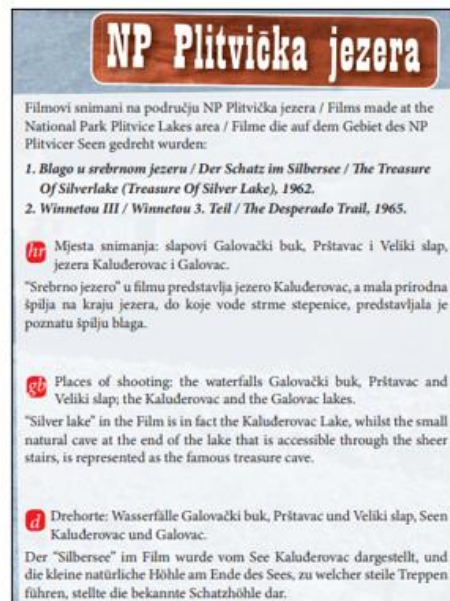 NP Plitvička jezera
Filmovi snimani na području NP Plitvička jezera / Films made at the
National Park Plitvice Lakes area / Filme die auf dem Gebiet des NP
Plitvicer Seen gedreht wurden:
1. Blago u srebrnom jezeru / Der Schatz im Silbersee / The Treasure
Of Silverlake (Treasure Of Silver Lake), 1962.
2. Winnetou III / Winnetou 3. Teil / The Desperado Trail, 1965.
hr Mjesta snimanja: slapovi Galovački buk, Prštavac i Veliki slap,
jezera Kaluđerovac i Galovac.
"Srebrno jezero" u filmu predstavlja jezero Kaluđerovac, a mala prirodna
špilja na kraju jezera, do koje vode strme stepenice, predstavljala je
poznatu špilju blaga.
gb Places of shooting: the waterfalls Galovački buk, Prštavac and
Veliki slap; the Kaluđerovac and the Galovac lakes.
"Silver lake" in the Film is in fact the Kaluđerovac Lake, whilst the small
natural cave at the end of the lake that is accessible through the sheer
stairs, is represented as the famous treasure cave.
d Drehorte: Wasserfälle Galovački buk, Prštavac und Veliki slap, Seen
Kaluđerovac und Galovac.
Der "Silbersee" im Film wurde vom See Kaluđerovac dargestellt, und
die kleine natürliche Höhle am Ende des Sees, zu welcher steile Treppen
führen, stellte die bekannte Schatzhöhle dar.